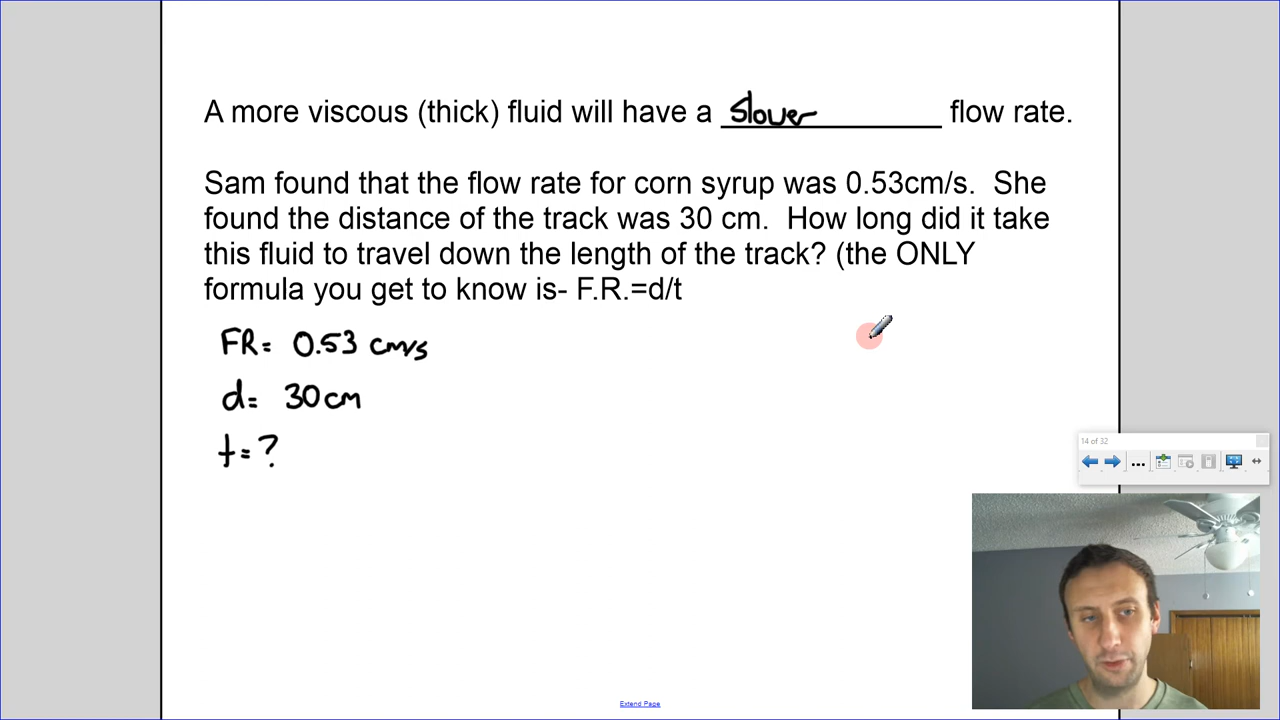 A more viscous (thick) fluid will have a slower flow rate.
Sam found that the flow rate for corn syrup was 0.53cm/s. She
found the distance of the track was 30 cm. How long did it take
this fluid to travel down the length of the track? (the ONLY
formula you get to know is- F.R.=d/t
FR= 0.53 cm/s
d= 30cm
t=?
14 of 32
Extend Page